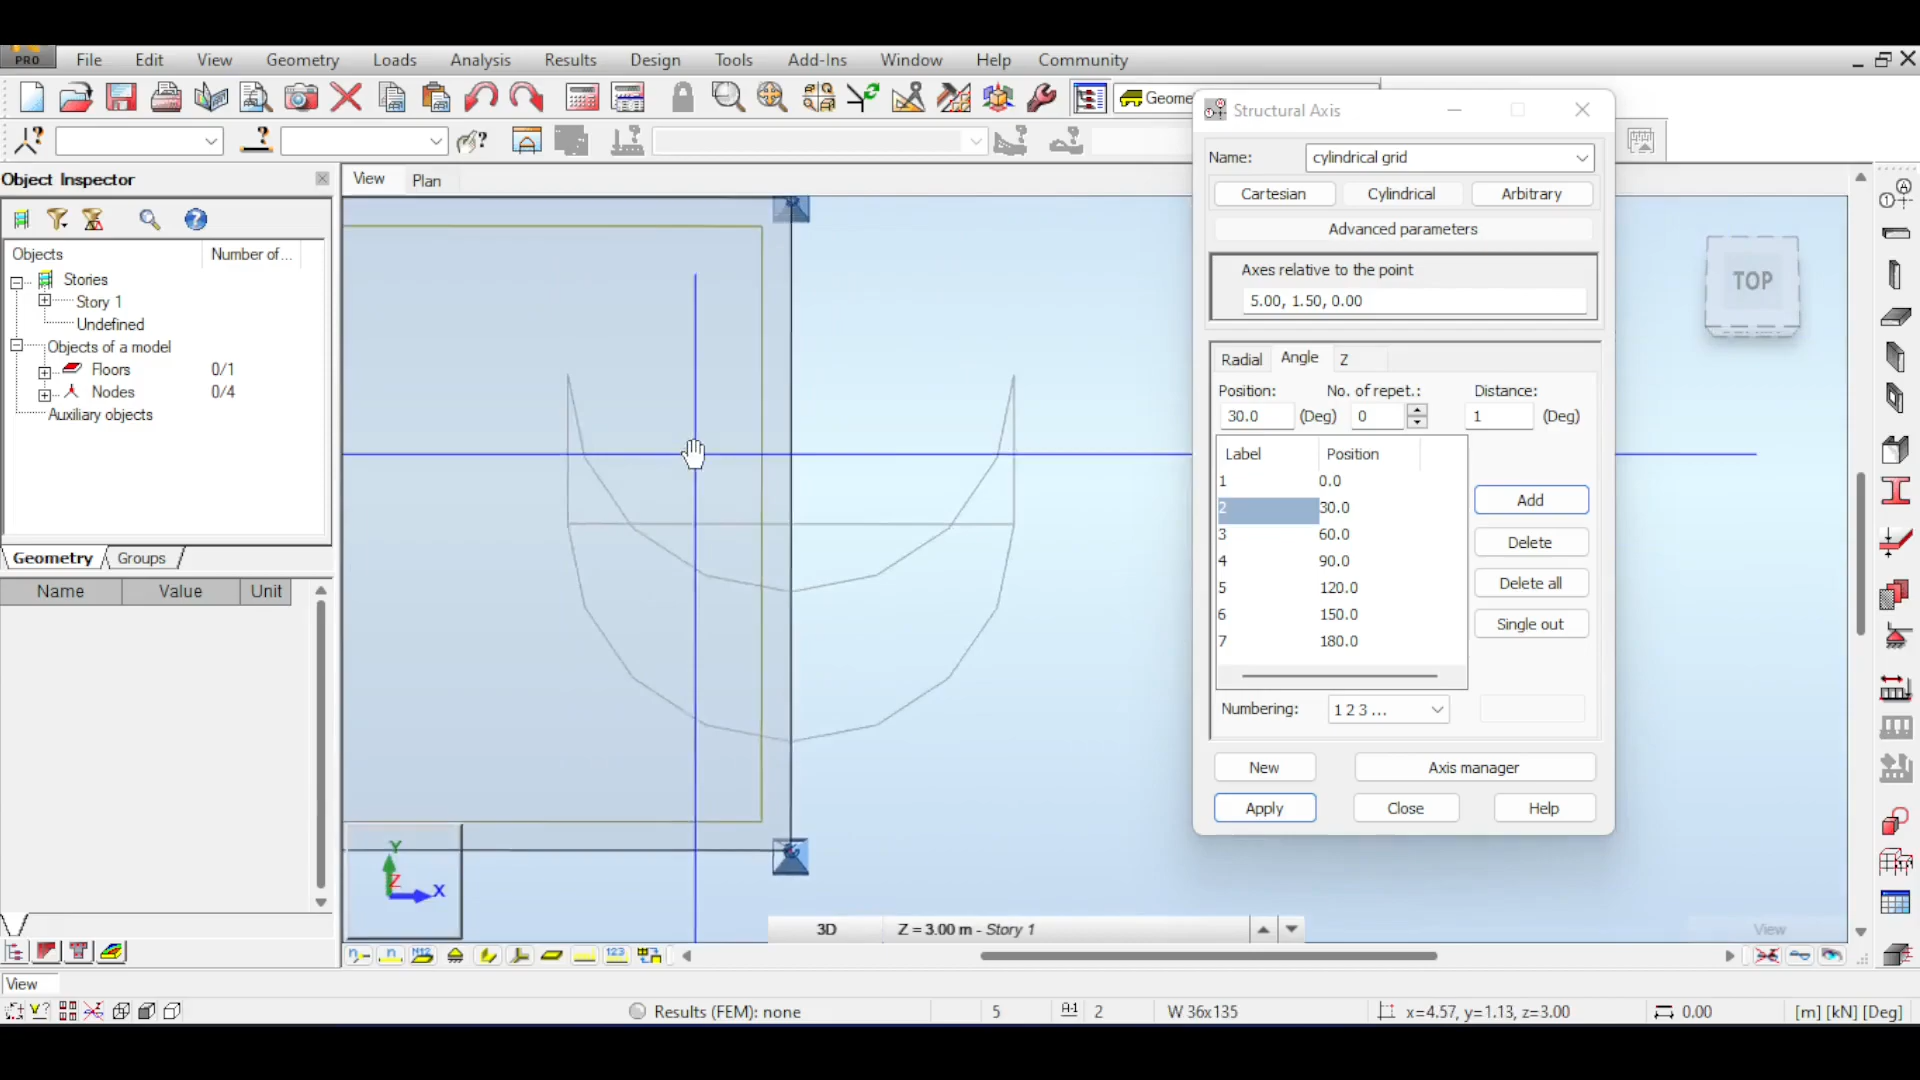 PRO File Edit View Geometry Loads Analysis Results Design Tools Add-Ins Window Help Community
Geome
Structural Axis
Name: cylindrical grid
Cartesian Cylindrical Arbitrary
Advanced parameters
Axes relative to the point
5.00, 1.50, 0.00
Radial Angle Z
Position: No. of repet.: Distance:
30.0 (Deg) 0 1 (Deg)
Label Position
1 0.0
2 30.0
3 60.0
4 90.0
5 120.0
6 150.0
7 180.0
Add
Delete
Delete all
Single out
Numbering: 1 2 3 ...
New Axis manager
Apply Close Help
Object Inspector
Objects Number of...
Stories
Story 1
Undefined
Objects of a model
Floors 0/1
Nodes 0/4
Auxiliary objects
Geometry Groups
Name Value Unit
View Plan
TOP
Y
Z
X
3D Z = 3.00 m - Story 1
View
View
Results (FEM): none 5 2 W 36x135 x=4.57, y=1.13, z=3.00 0.00 [m] [kN] [Deg]